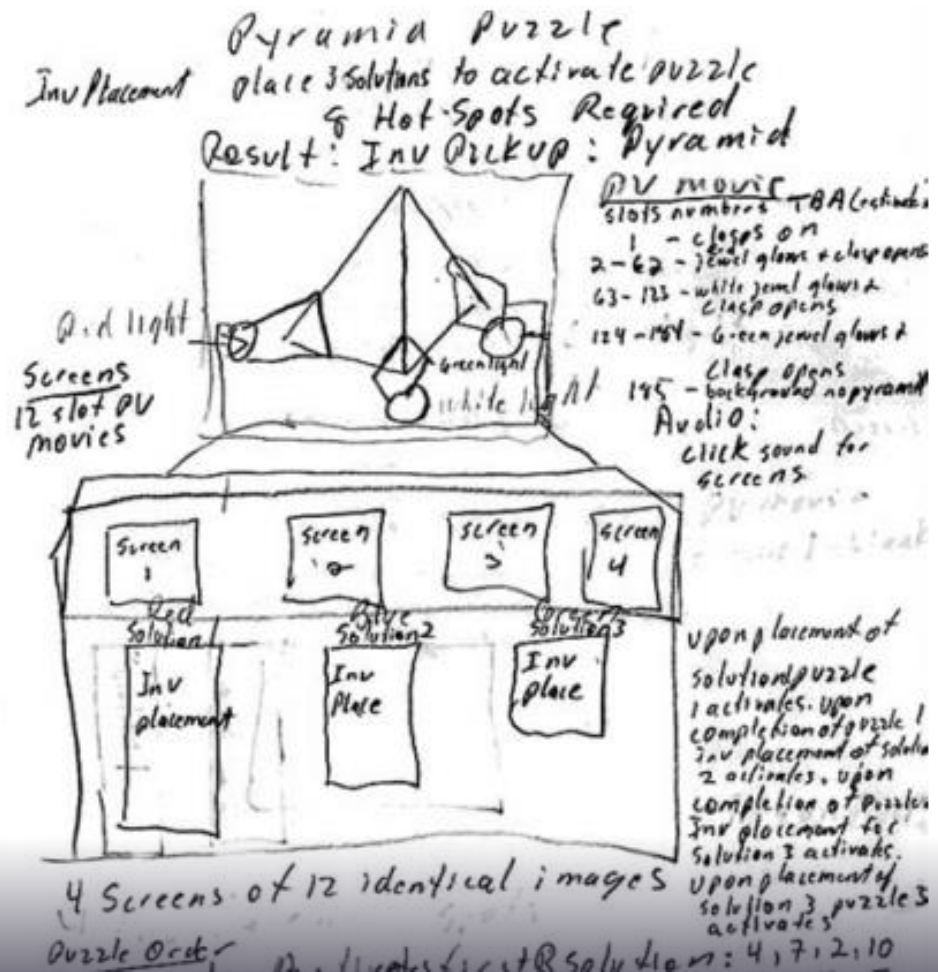 Pyramid Puzzle
Inv Placement
place 3 Solutions to activate puzzle
8 Hot-Spots Required
Result: Inv Pickup: Pyramid
PV movie
slots numbers TBA
1 - clasps on
2-62 - jewel glows + clasp opens
63-123 - white jewel glows &
clasp opens
124-184 - Green jewel glows &
clasp opens
185 - background no pyramid
Audio:
click sound for
screens
Red light
Green light
White light
Screens
12 slot PV
movies
Screen
1
Screen
2
Screen
3
Screen
4
Red
Solution 1
Blue
Solution 2
Green
Solution 3
Inv
placement
Inv
Place
Inv
place
upon placement of
solution puzzle
1 activates. upon
completion of puzzle 1
inv placement of
2 activates. upon
completion of puzzle
Inv placement for
Solution 3 activates.
upon placement of
solution 3 puzzle 3
activates
4 Screens of 12 identical images
Puzzle Order
first solution: 4, 7, 2, 10